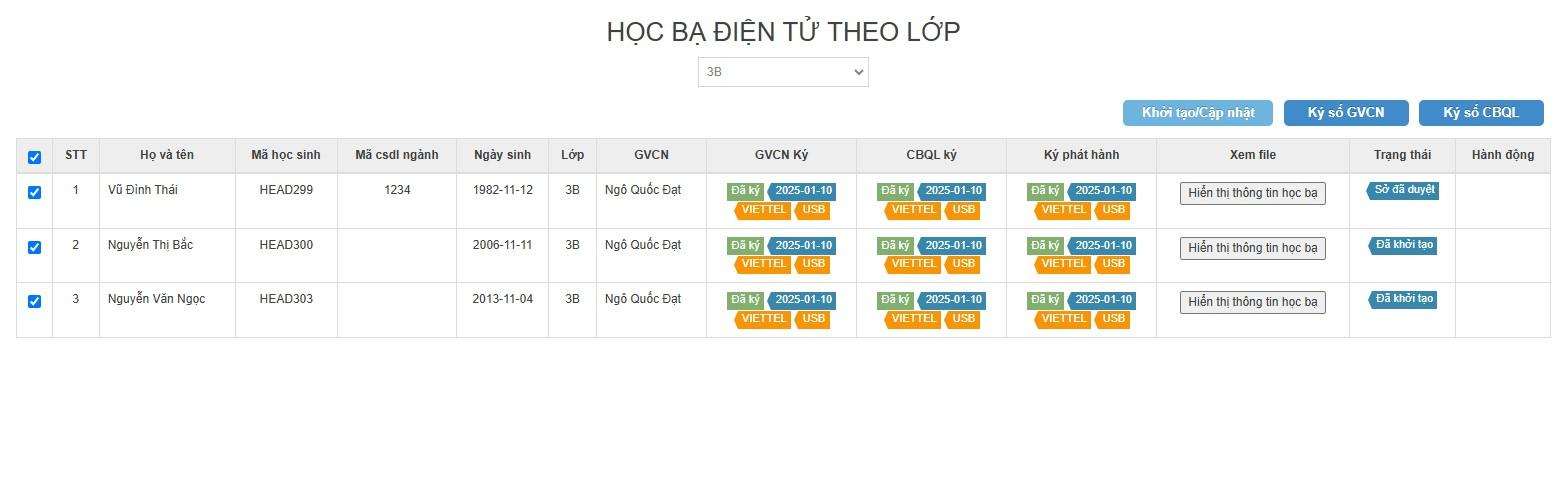 HỌC BẠ ĐIỆN TỬ THEO LỚP
3B
Khởi tạo/Cập nhật Ký số GVCN Ký số CBQL
STT Họ và tên Mã học sinh Mã csdl ngành Ngày sinh Lớp GVCN GVCN Ký CBQL ký Ký phát hành Xem file Trạng thái Hành động
1 Vũ Đình Thái HEAD299 1234 1982-11-12 3B Ngô Quốc Đạt Đã ký 2025-01-10 Đã ký 2025-01-10 Đã ký 2025-01-10 Hiển thị thông tin học bạ Sở đã duyệt
VIETTEL USB VIETTEL USB VIETTEL USB
2 Nguyễn Thị Bắc HEAD300 2006-11-11 3B Ngô Quốc Đạt Đã ký 2025-01-10 Đã ký 2025-01-10 Đã ký 2025-01-10 Hiển thị thông tin học bạ Đã khởi tạo
VIETTEL USB VIETTEL USB VIETTEL USB
3 Nguyễn Văn Ngọc HEAD303 2013-11-04 3B Ngô Quốc Đạt Đã ký 2025-01-10 Đã ký 2025-01-10 Đã ký 2025-01-10 Hiển thị thông tin học bạ Đã khởi tạo
VIETTEL USB VIETTEL USB VIETTEL USB